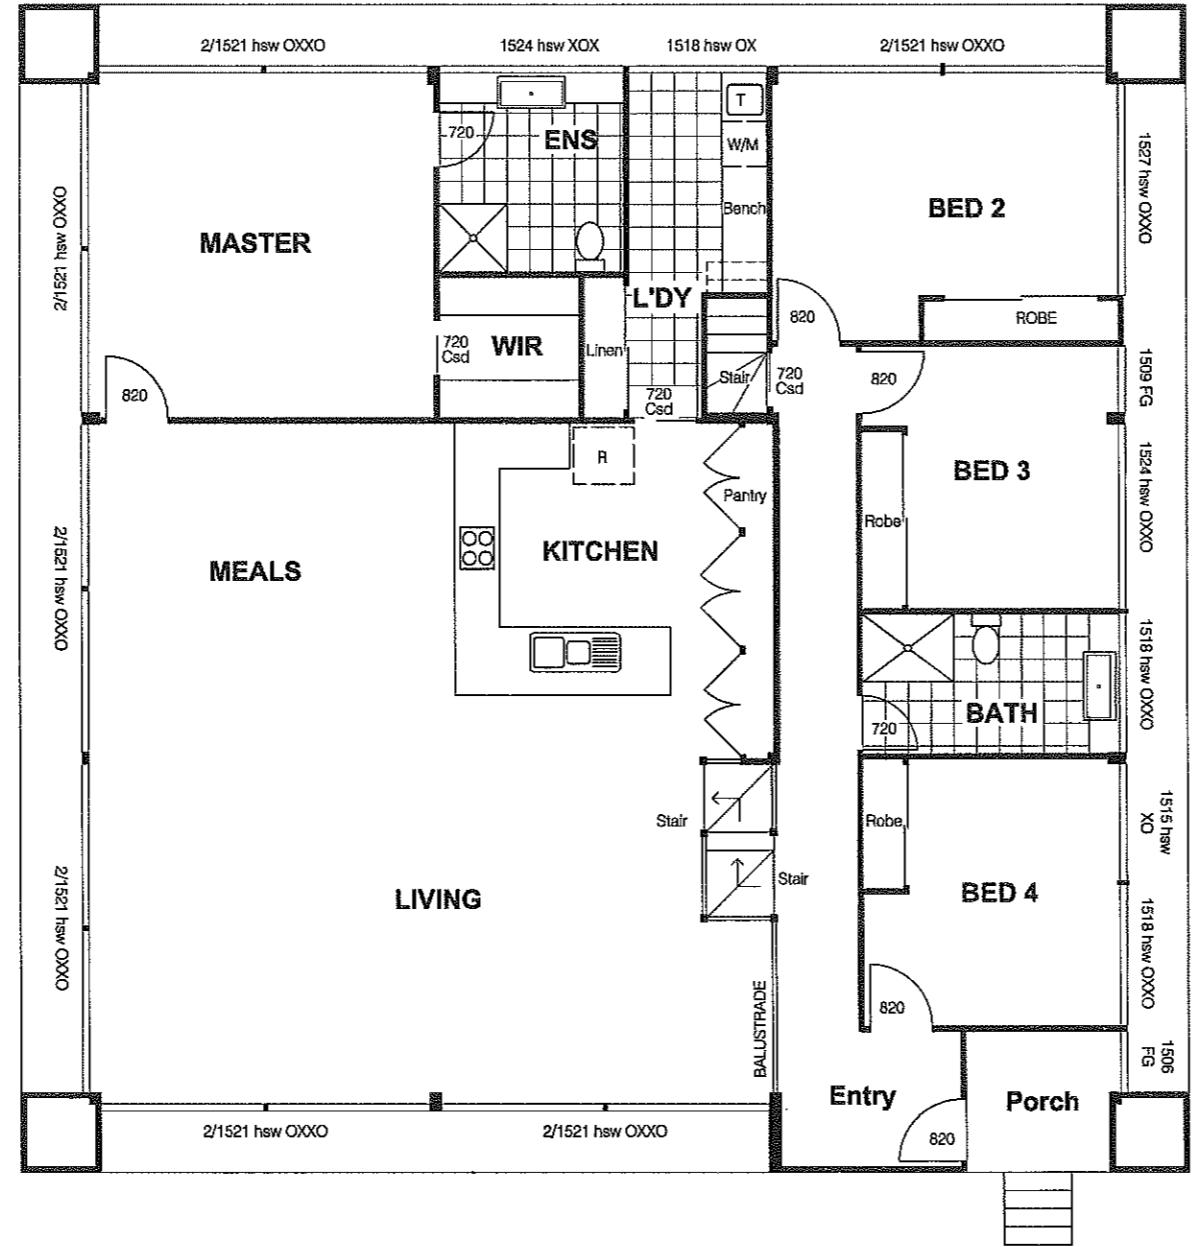 2/1521 hsw OXXO
1524 hsw XOX
1518 hsw OX
2/1521 hsw OXXO
720
ENS
T
W/M
Bench
BED 2
1527 hsw OXXO
2/1521 hsw OXXO
MASTER
L'DY
820
ROBE
720
Csd
WIR
Linen
Stair
720
Csd
820
1509 FG
820
720
Csd
R
Pantry
BED 3
1524 hsw OXXO
Robe
2/1521 hsw OXXO
MEALS
KITCHEN
1518 hsw OXXO
BATH
720
Stair
Robe
1515 hsw
XO
2/1521 hsw OXXO
LIVING
Stair
BED 4
1518 hsw OXXO
820
BALUSTRADE
1506
FG
Entry
Porch
820
2/1521 hsw OXXO
2/1521 hsw OXXO